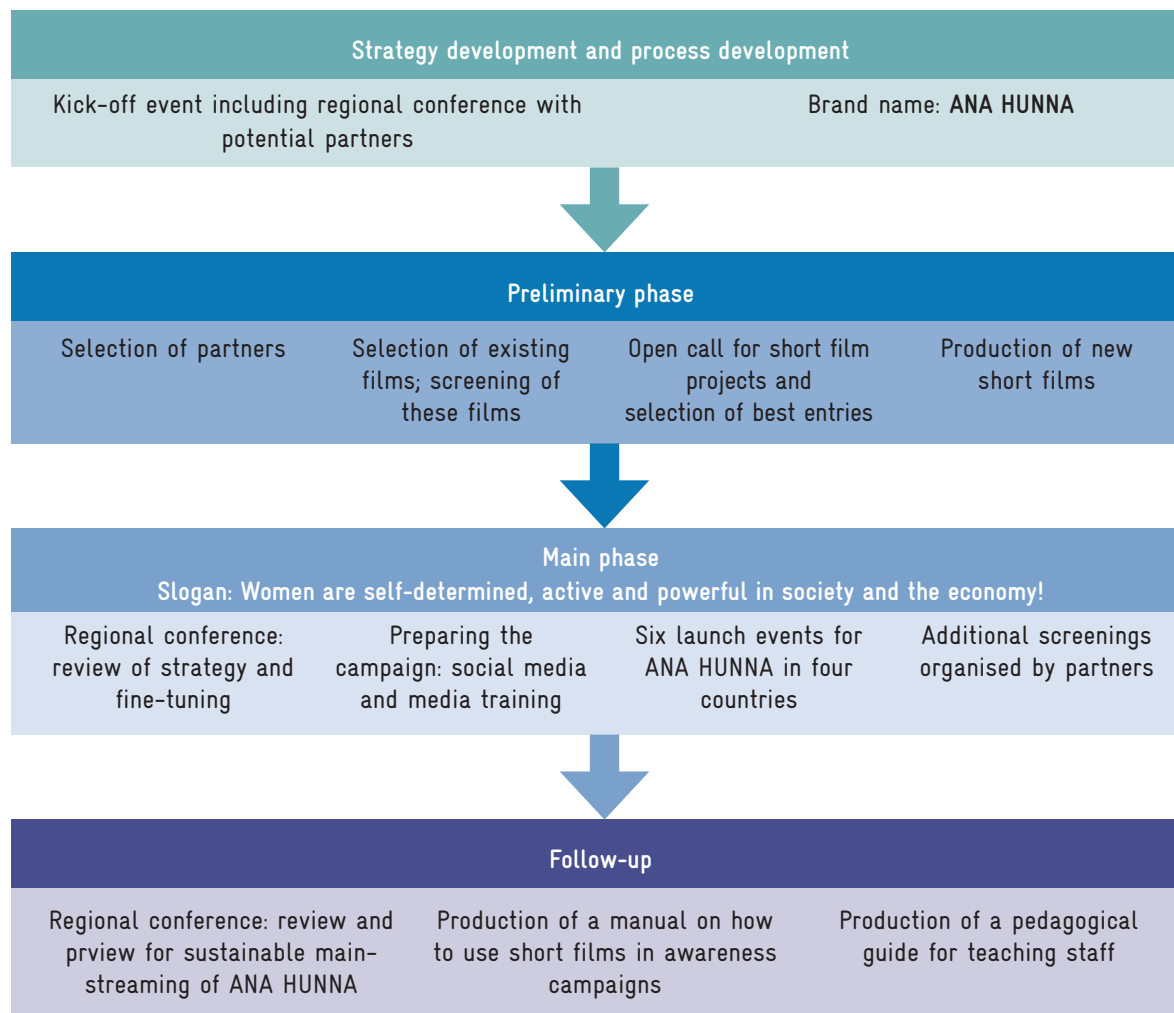 Strategy development and process development
Kick-off event including regional conference with
potential partners
Brand name: ANA HUNNA
Preliminary phase
Selection of partners
Selection of existing
films; screening of
these films
Open call for short film
projects and
selection of best entries
Production of new
short films
Main phase
Slogan: Women are self-determined, active and powerful in society and the economy!
Regional conference:
review of strategy and
fine-tuning
Preparing the
campaign: social media
and media training
Six launch events for
ANA HUNNA in four
countries
Additional screenings
organised by partners
Follow-up
Regional conference: review and
prview for sustainable main-
streaming of ANA HUNNA
Production of a manual on how
to use short films in awareness
campaigns
Production of a pedagogical
guide for teaching staff